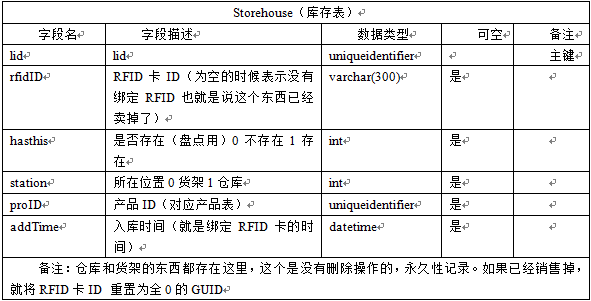 Storehouse（库存表）
字段名 字段描述 数据类型 可空 备注
lid lid uniqueidentifier 主键
rfidID RFID 卡 ID（为空的时候表示没有 varchar(300) 是
绑定 RFID 也就是说这个东西已经
卖掉了）
hasthis 是否存在（盘点用）0 不存在 1 存 int 是
在
station 所在位置 0 货架 1 仓库 int 是
proID 产品 ID（对应产品表） uniqueidentifier 是
addTime 入库时间（就是绑定 RFID 卡的时 datetime 是
间）
备注：仓库和货架的东西都存在这里，这个是没有删除操作的，永久性记录。如果已经销售掉，
就将 RFID 卡 ID 重置为全 0 的 GUID